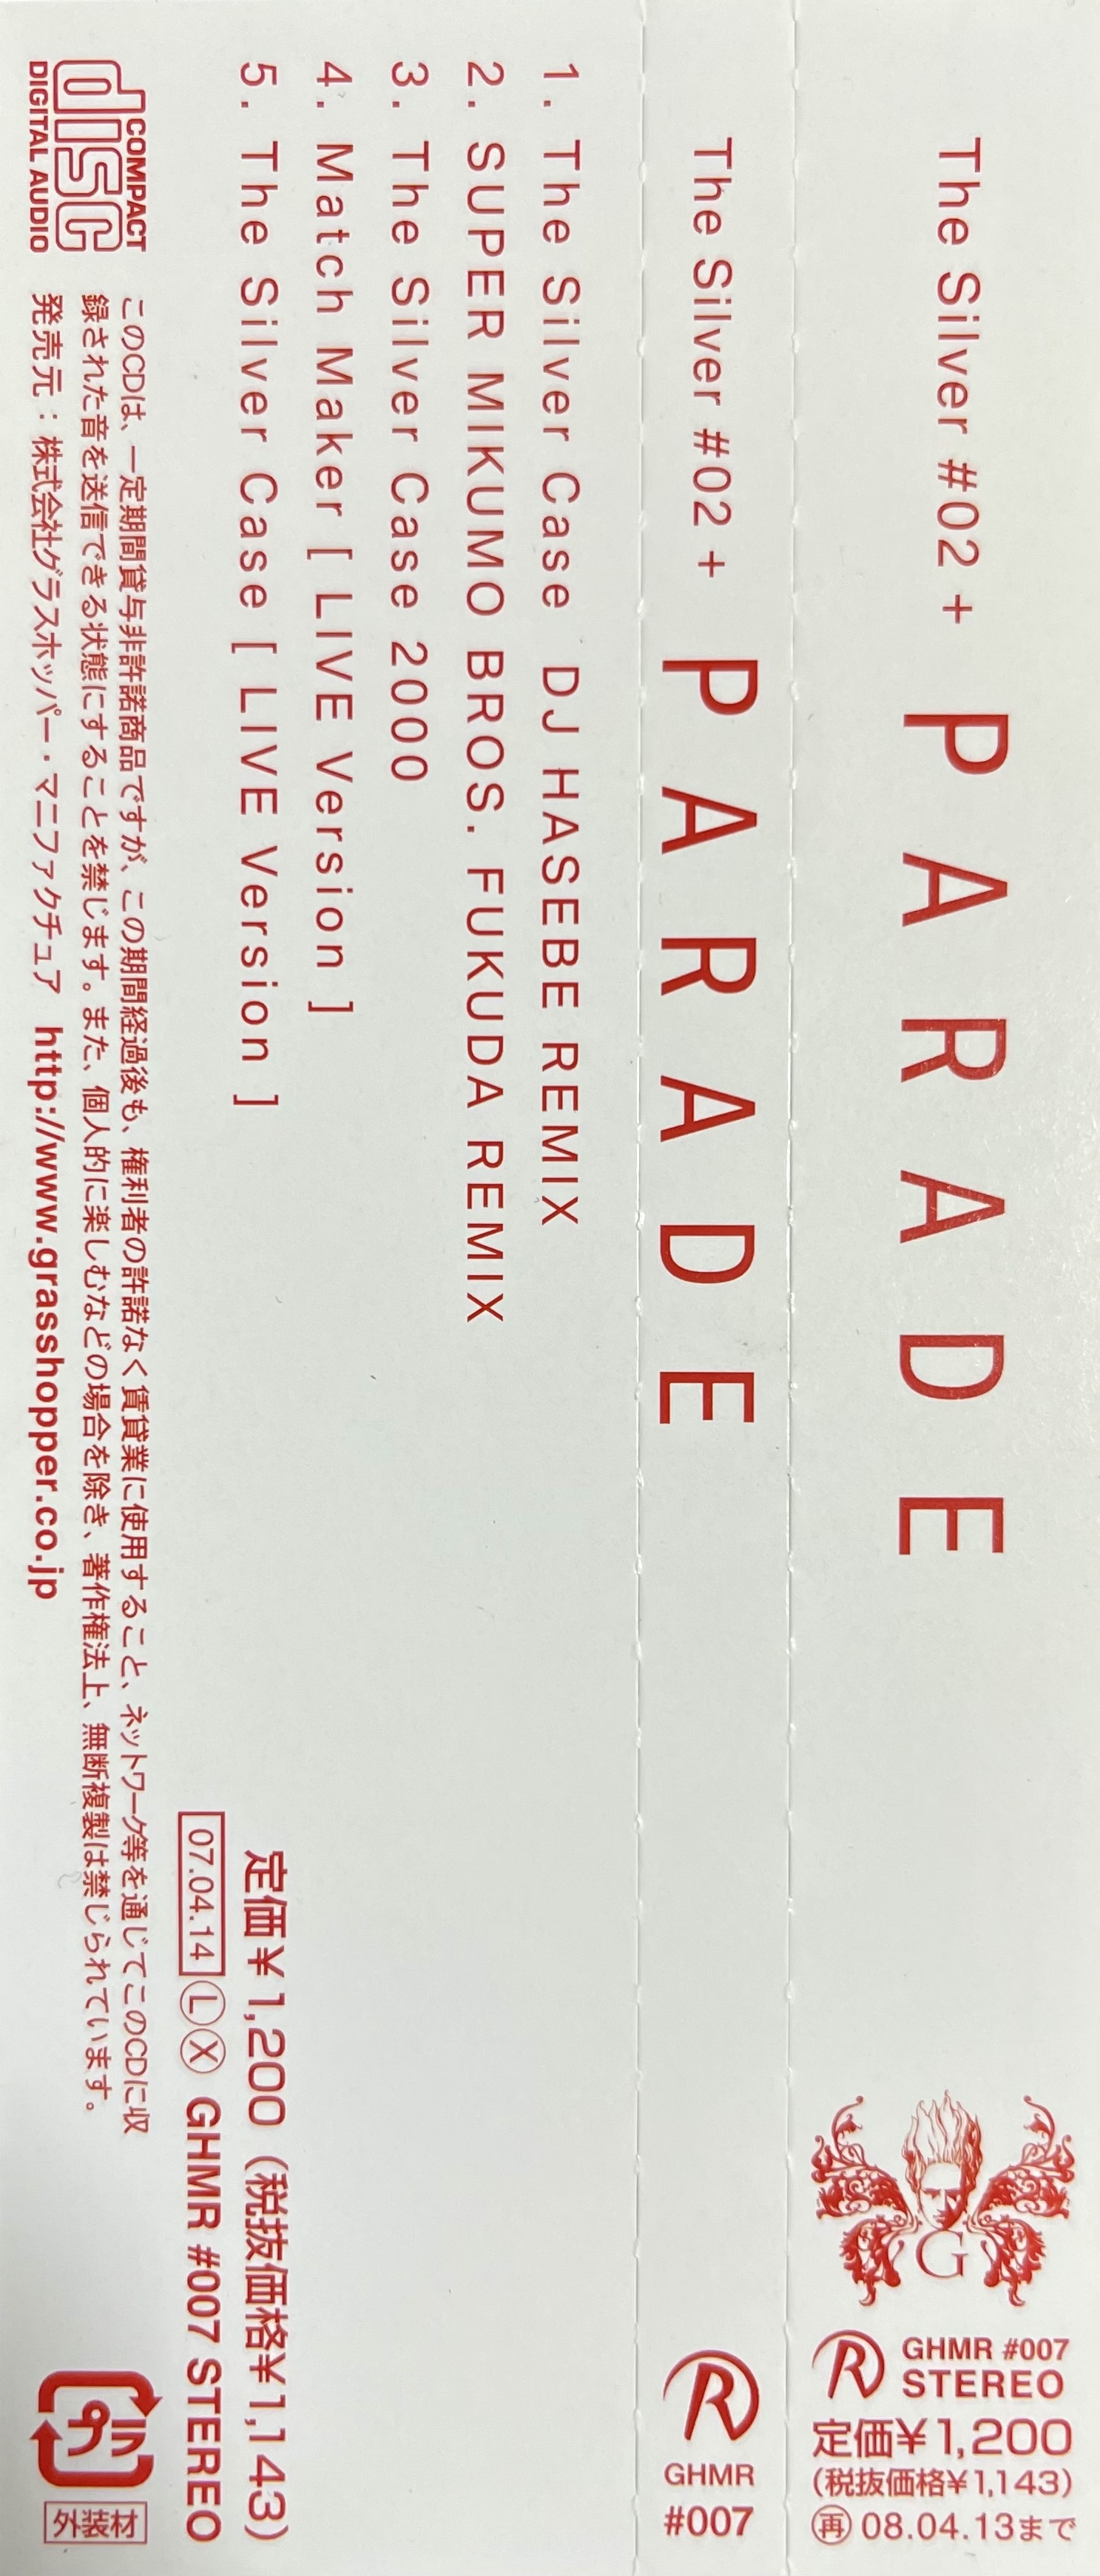 The Silver #02 + PARADE
G
GHMR #007
STEREO
定価¥1,200
(税抜価格¥1,143)
再 08.04.13まで
The Silver #02 + PARADE
R
GHMR
#007
1. The Silver Case DJ HASEBE REMIX
2. SUPER MIKUMO BROS. FUKUDA REMIX
3. The Silver Case 2000
4. Match Maker [ LIVE Version ]
5. The Silver Case [ LIVE Version ]
定価¥1,200(税抜価格¥1,143)
07.04.14 Ⓛ Ⓧ GHMR #007 STEREO
COMPACT
disc
DIGITAL AUDIO
このCDは、一定期間貸与非許諾商品ですが、この期間経過後も、権利者の許諾なく賃貸業に使用すること、ネットワーク等を通じてこのCDに収
録された音を送信できる状態にすることを禁じます。また、個人的に楽しむなどの場合を除き、著作権法上、無断複製は禁じられています。
発売元：株式会社グラスホッパー・マニファクチュア http://www.grasshopper.co.jp
プラ
外装材